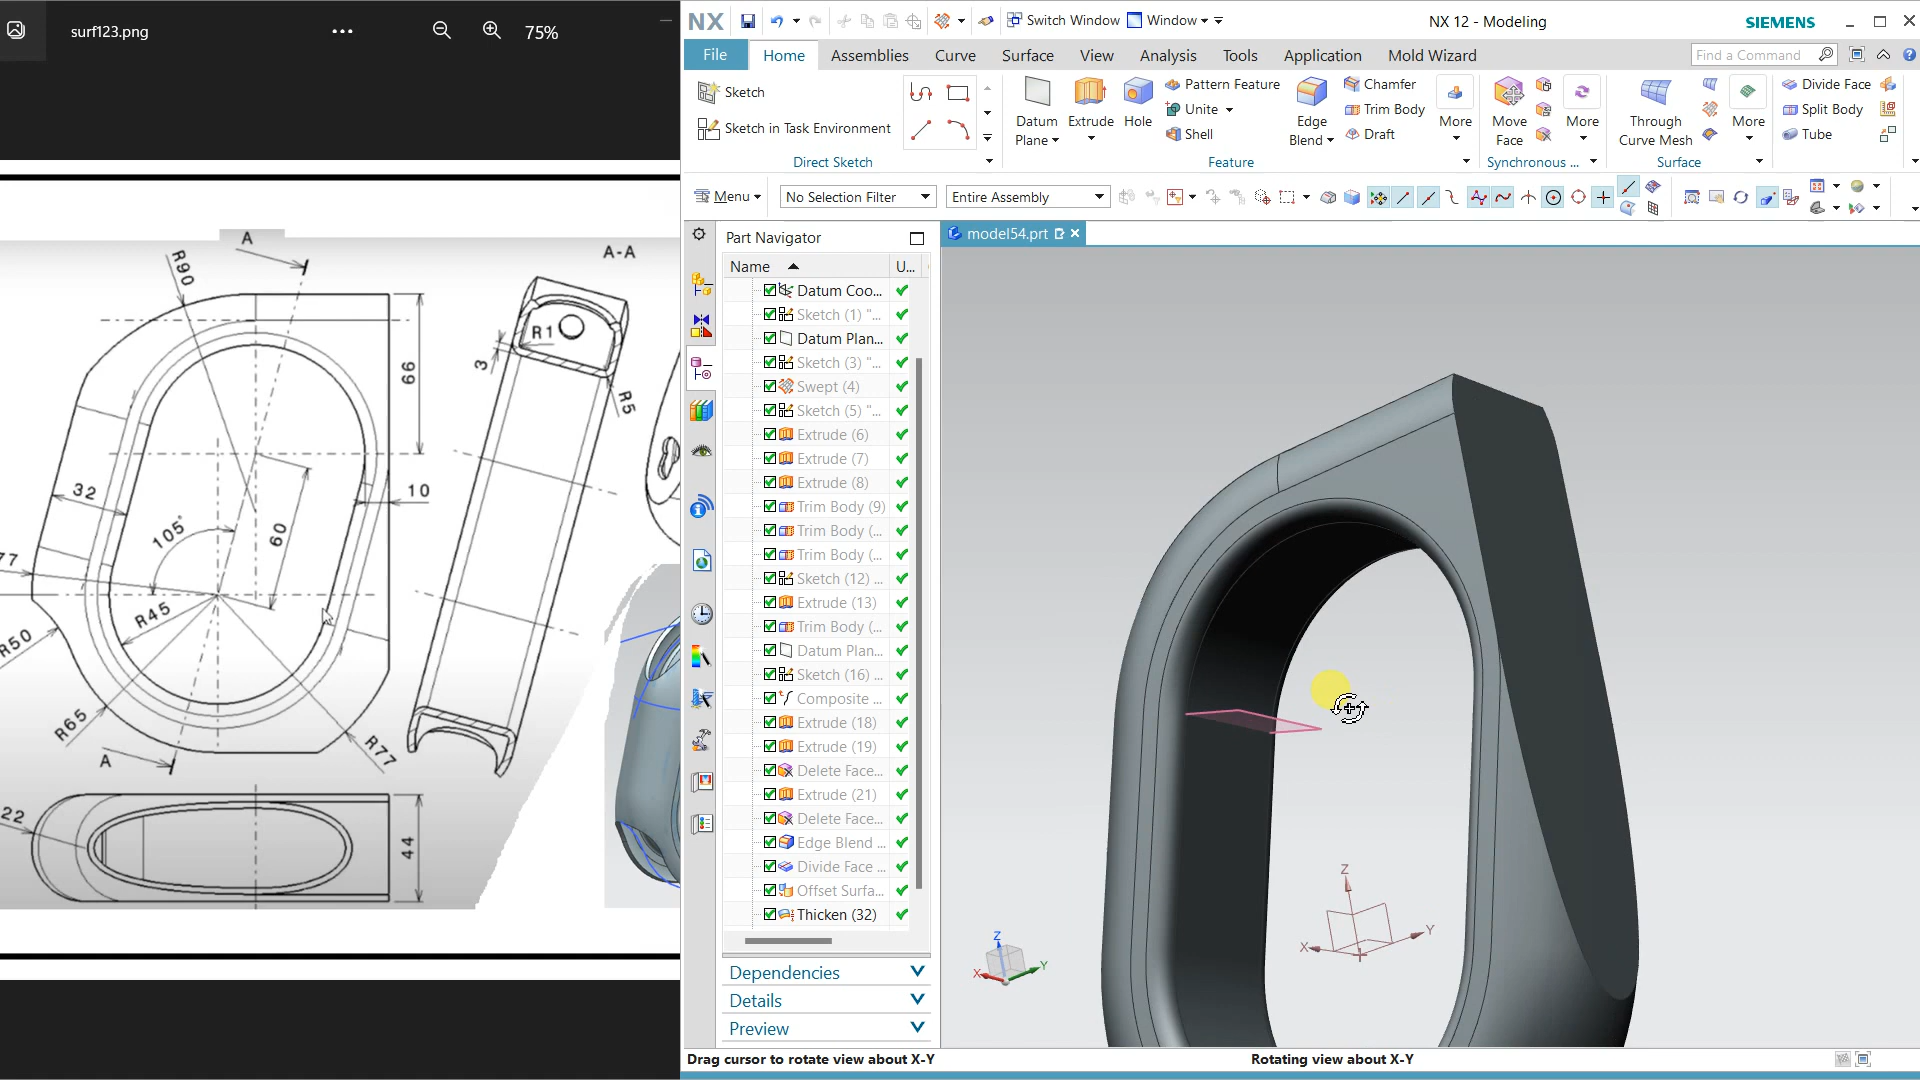 surf123.png
75%
A
A-A
R90
R1
3
66
R5
32
10
105°
60
77
R45
R50
R65
R77
A
22
44
NX
Switch Window
Window
NX 12 - Modeling
SIEMENS
File
Home
Assemblies
Curve
Surface
View
Analysis
Tools
Application
Mold Wizard
Find a Command
Sketch
Sketch in Task Environment
Direct Sketch
Datum Plane
Extrude
Hole
Pattern Feature
Unite
Shell
Edge Blend
Chamfer
Trim Body
Draft
More
Feature
Move Face
More
Synchronous ...
Through Curve Mesh
More
Surface
Divide Face
Split Body
Tube
Menu
No Selection Filter
Entire Assembly
Part Navigator
model54.prt
Name
U...
Datum Coo...
Sketch (1) "...
Datum Plan...
Sketch (3) "...
Swept (4)
Sketch (5) "...
Extrude (6)
Extrude (7)
Extrude (8)
Trim Body (9)
Trim Body (...
Trim Body (...
Sketch (12) ...
Extrude (13)
Trim Body (...
Datum Plan...
Sketch (16) ...
Composite ...
Extrude (18)
Extrude (19)
Delete Face...
Extrude (21)
Delete Face...
Edge Blend ...
Divide Face ...
Offset Surfa...
Thicken (32)
Dependencies
Details
Preview
Z
X
Y
Z
X
Y
Drag cursor to rotate view about X-Y
Rotating view about X-Y